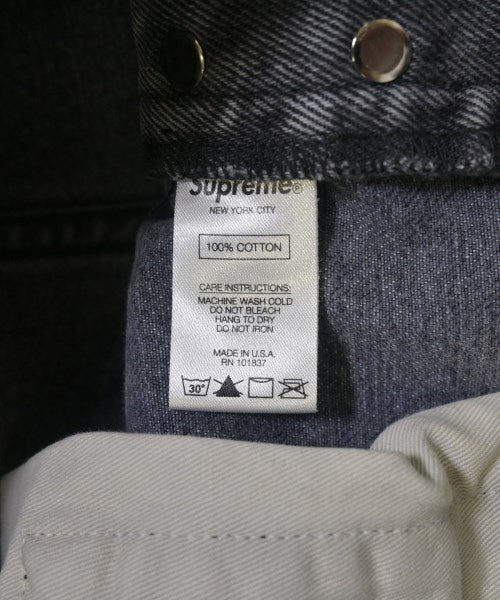 Supreme®
NEW YORK CITY
100% COTTON
CARE INSTRUCTIONS:
MACHINE WASH COLD
DO NOT BLEACH
HANG TO DRY
DO NOT IRON
MADE IN U.S.A.
RN 101837
30°